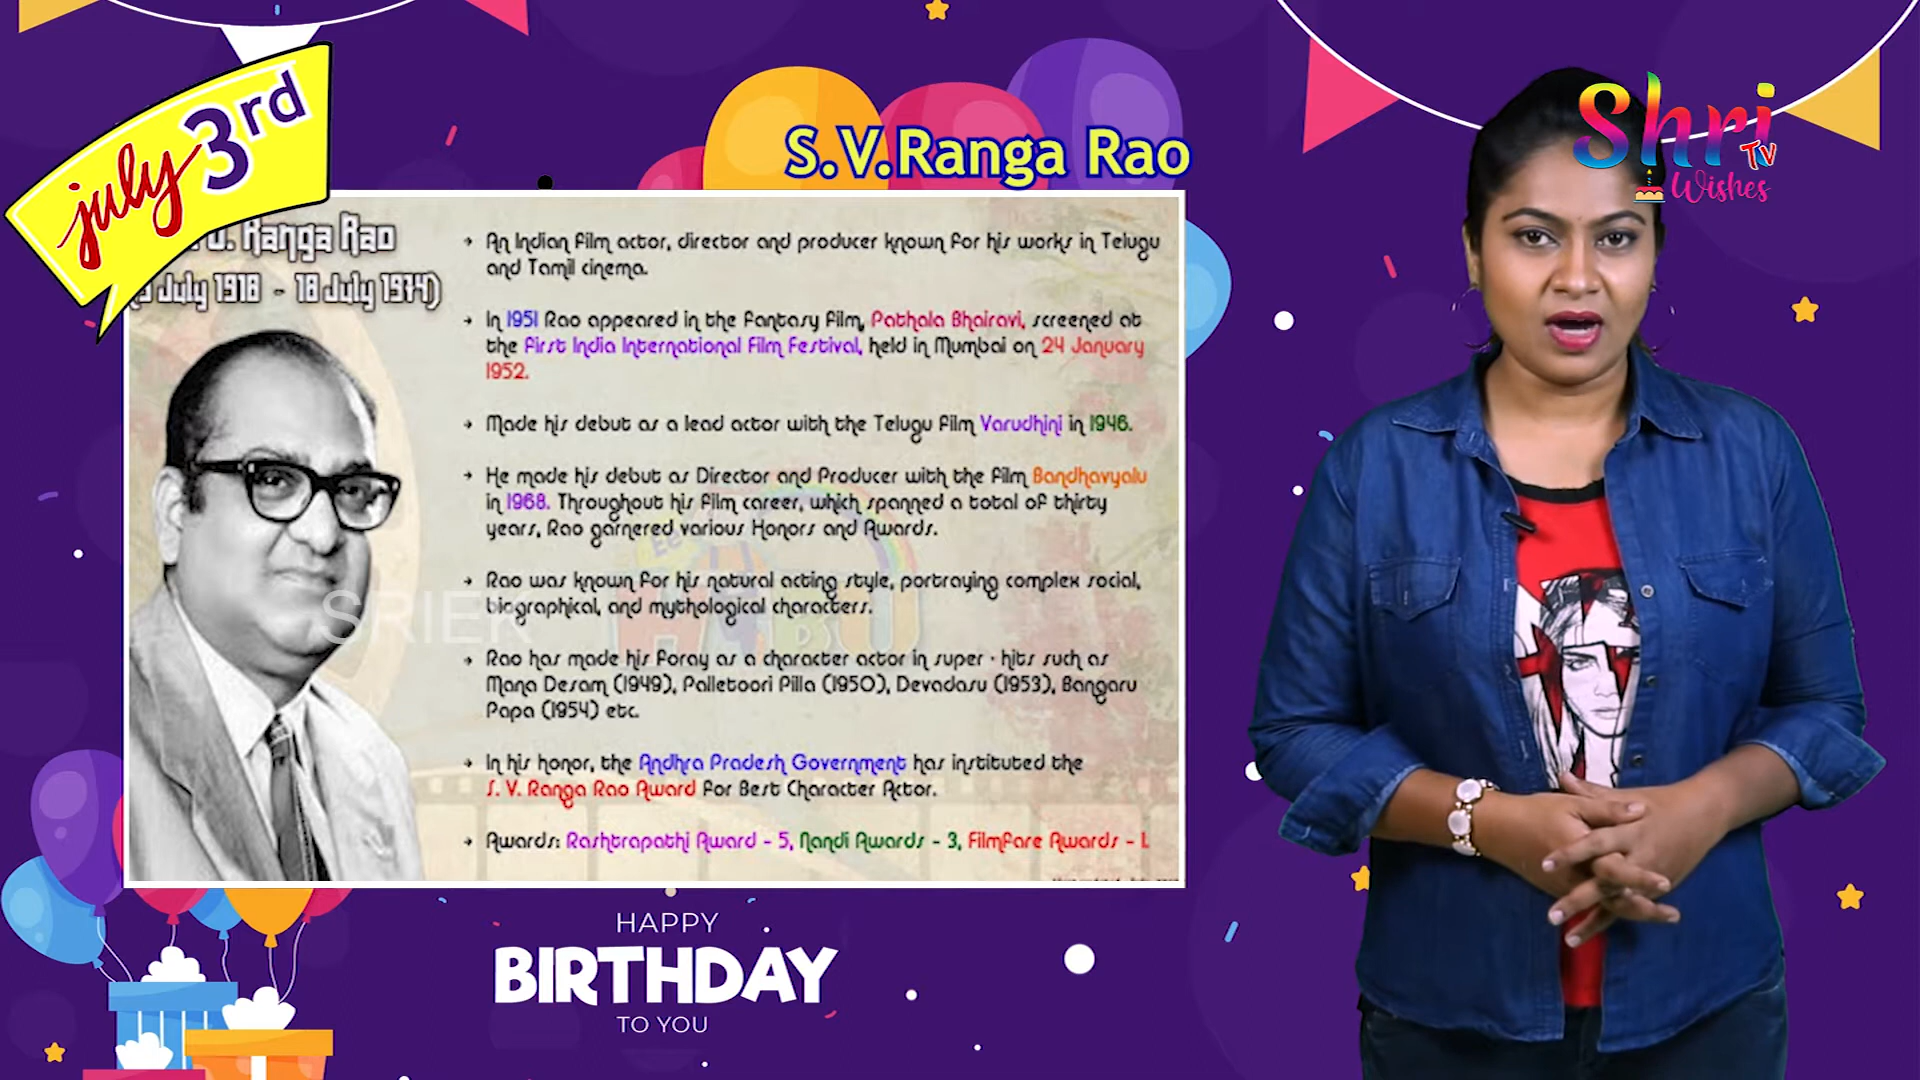 july 3rd
Shri
TV
Wishes
S.V.Ranga Rao
Ranga Rao
July 1918 - 18 July 1974)
An Indian film actor, director and producer known for his works in Telugu
and Tamil cinema.
In 1951 Rao appeared in the fantasy film, Pathala Bhairavi, screened at
the First India International Film Festival, held in Mumbai on 24 January
1952.
Made his debut as a lead actor with the Telugu film Varudhini in 1946.
He made his debut as Director and Producer with the film Bandhavyalu
in 1968. Throughout his film career, which spanned a total of thirty
years, Rao garnered various Honors and Awards.
Rao was known for his natural acting style, portraying complex social,
biographical, and mythological characters.
SRIEK
Rao has made his foray as a character actor in super - hits such as
Mana Desam (1949), Palletoori Pilla (1950), Devadasu (1953), Bangaru
Papa (1954) etc.
In his honor, the Andhra Pradesh Government has instituted the
S. V. Ranga Rao Award for Best Character Actor.
Awards: Rashtrapathi Award - 5, Nandi Awards - 3, Filmfare Awards - 1.
HAPPY
BIRTHDAY
TO YOU